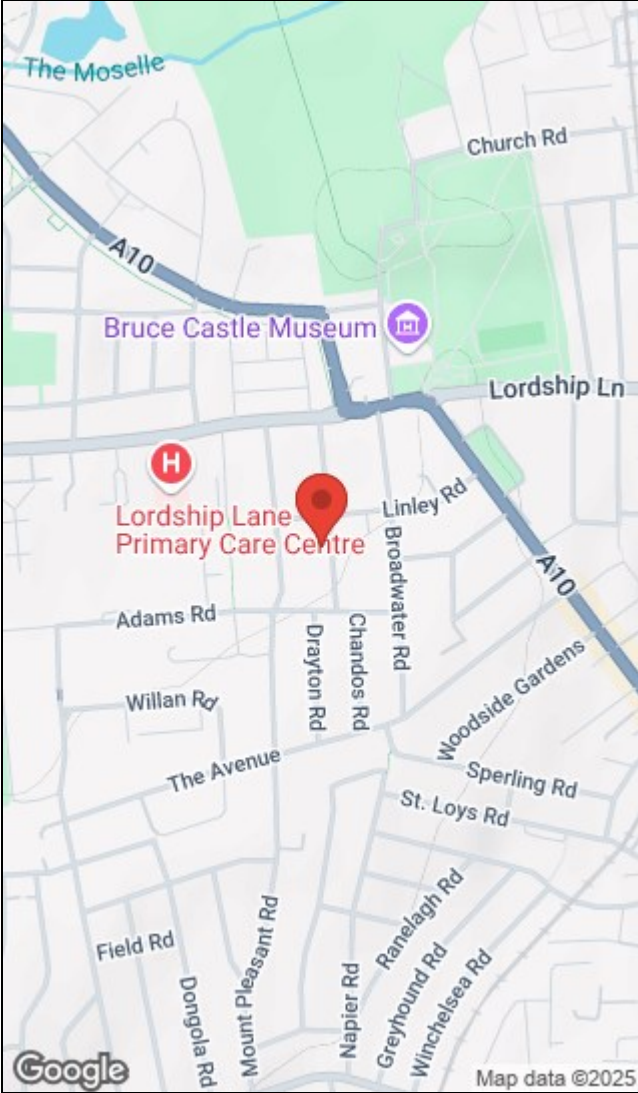 The Moselle
Church Rd
A10
Bruce Castle Museum
Lordship Ln
H
Lordship Lane
Primary Care Centre
Linley Rd
Broadwater Rd
A10
Adams Rd
Drayton Rd
Chandos Rd
Willan Rd
Woodside Gardens
The Avenue
Sperling Rd
St. Loys Rd
Ranelagh Rd
Field Rd
Mount Pleasant Rd
Dongola Rd
Napier Rd
Greyhound Rd
Winchelsea Rd
Google
Map data ©2025